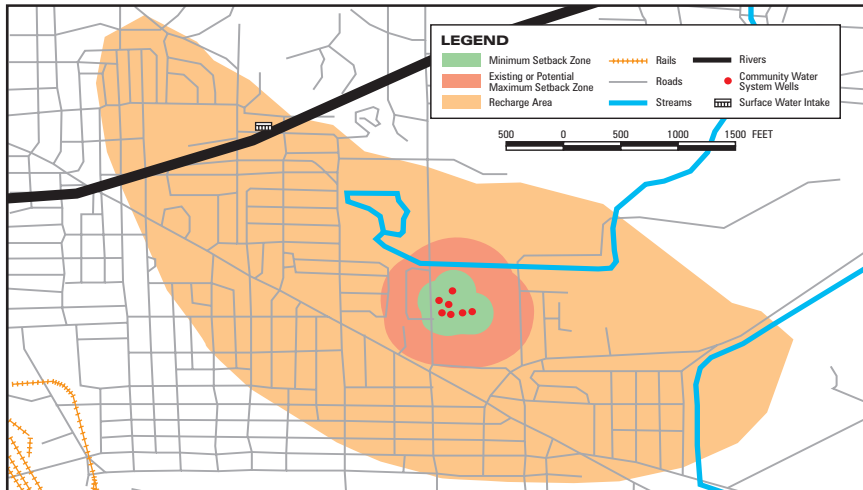 LEGEND
Minimum Setback Zone
Existing or Potential
Maximum Setback Zone
Recharge Area
Rails
Roads
Streams
Rivers
Community Water
System Wells
Surface Water Intake
500 0 500 1000 1500 FEET